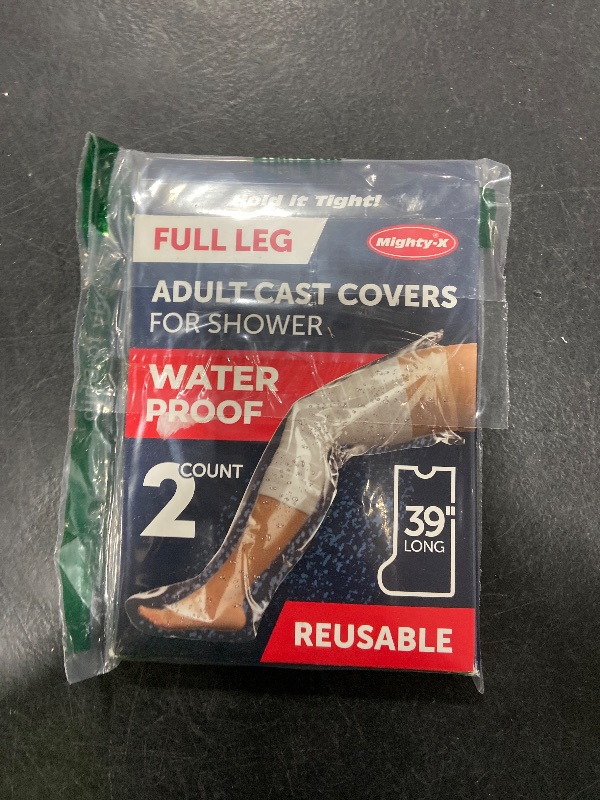 Hold it Tight!
FULL LEG
Mighty-X®
ADULT CAST COVERS
FOR SHOWER
WATER
PROOF
2 COUNT
39"
LONG
REUSABLE